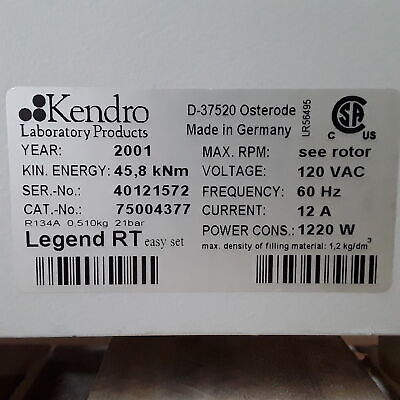 Kendro
Laboratory Products
D-37520 Osterode
Made in Germany
LR56495
CSA
C US
YEAR: 2001
KIN. ENERGY: 45,8 kNm
SER.-No.: 40121572
CAT.-No.: 75004377
R134A 0,510kg 21bar
Legend RT easy set
MAX. RPM: see rotor
VOLTAGE: 120 VAC
FREQUENCY: 60 Hz
CURRENT: 12 A
POWER CONS.: 1220 W
max. density of filling material: 1,2 kg/dm³